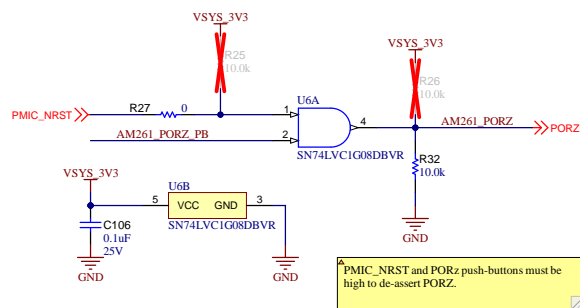 VSYS_3V3
VSYS_3V3
R25
10.0k
R26
10.0k
U6A
PMIC_NRST
R27
0
1
4
AM261_PORZ
PORZ
AM261_PORZ_PB
2
SN74LVC1G08DBVR
R32
10.0k
VSYS_3V3
U6B
5
VCC
GND
3
SN74LVC1G08DBVR
C106
0.1uF
25V
GND
GND
GND
PMIC_NRST and PORz push-buttons must be
high to de-assert PORZ.